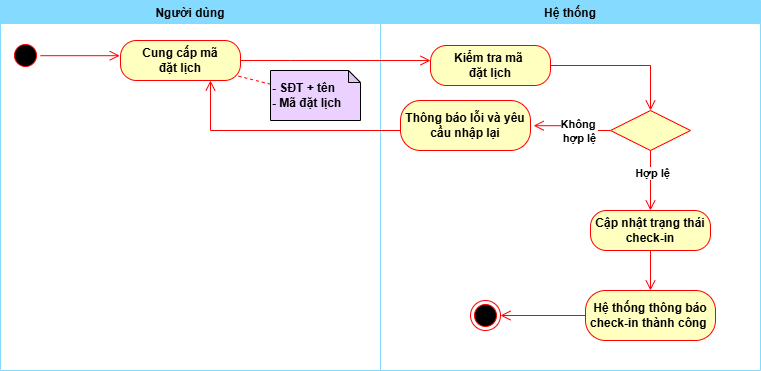 Người dùng
Hệ thống
Cung cấp mã
đặt lịch
- SĐT + tên
- Mã đặt lịch
Kiểm tra mã
đặt lịch
Thông báo lỗi và yêu
cầu nhập lại
Không
hợp lệ
Hợp lệ
Cập nhật trạng thái
check-in
Hệ thống thông báo
check-in thành công